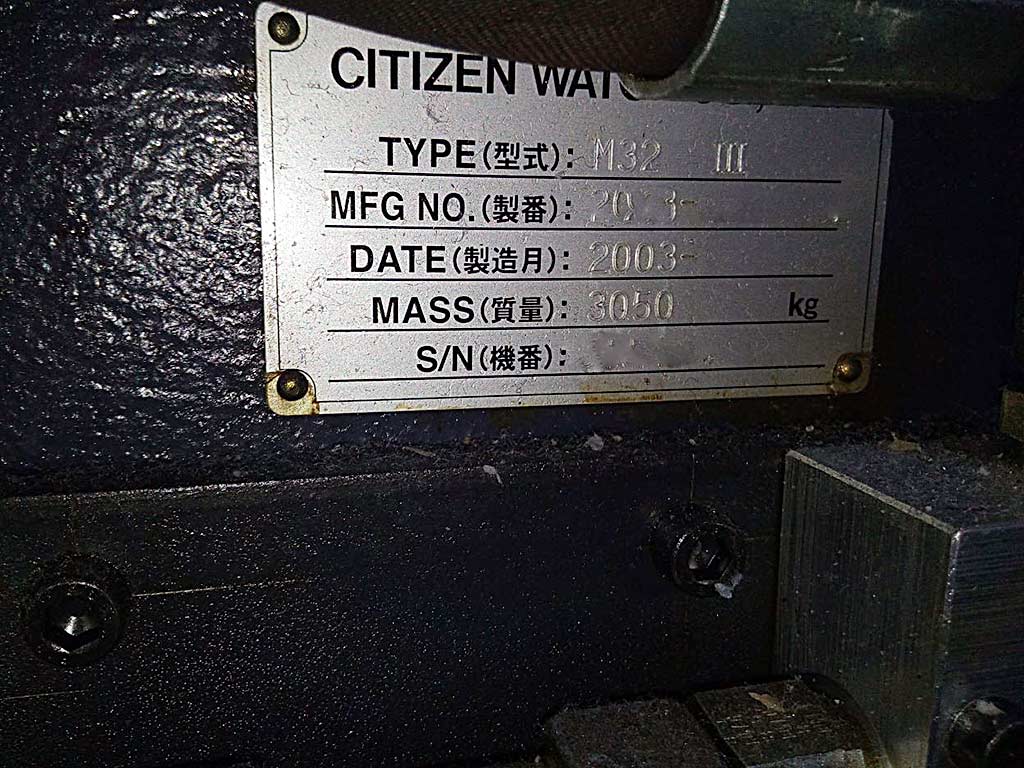 CITIZEN
TYPE(型式): M32 III
MFG NO.(製番):
DATE(製造月): 2003-
MASS(質量): 3050 kg
S/N(機番):